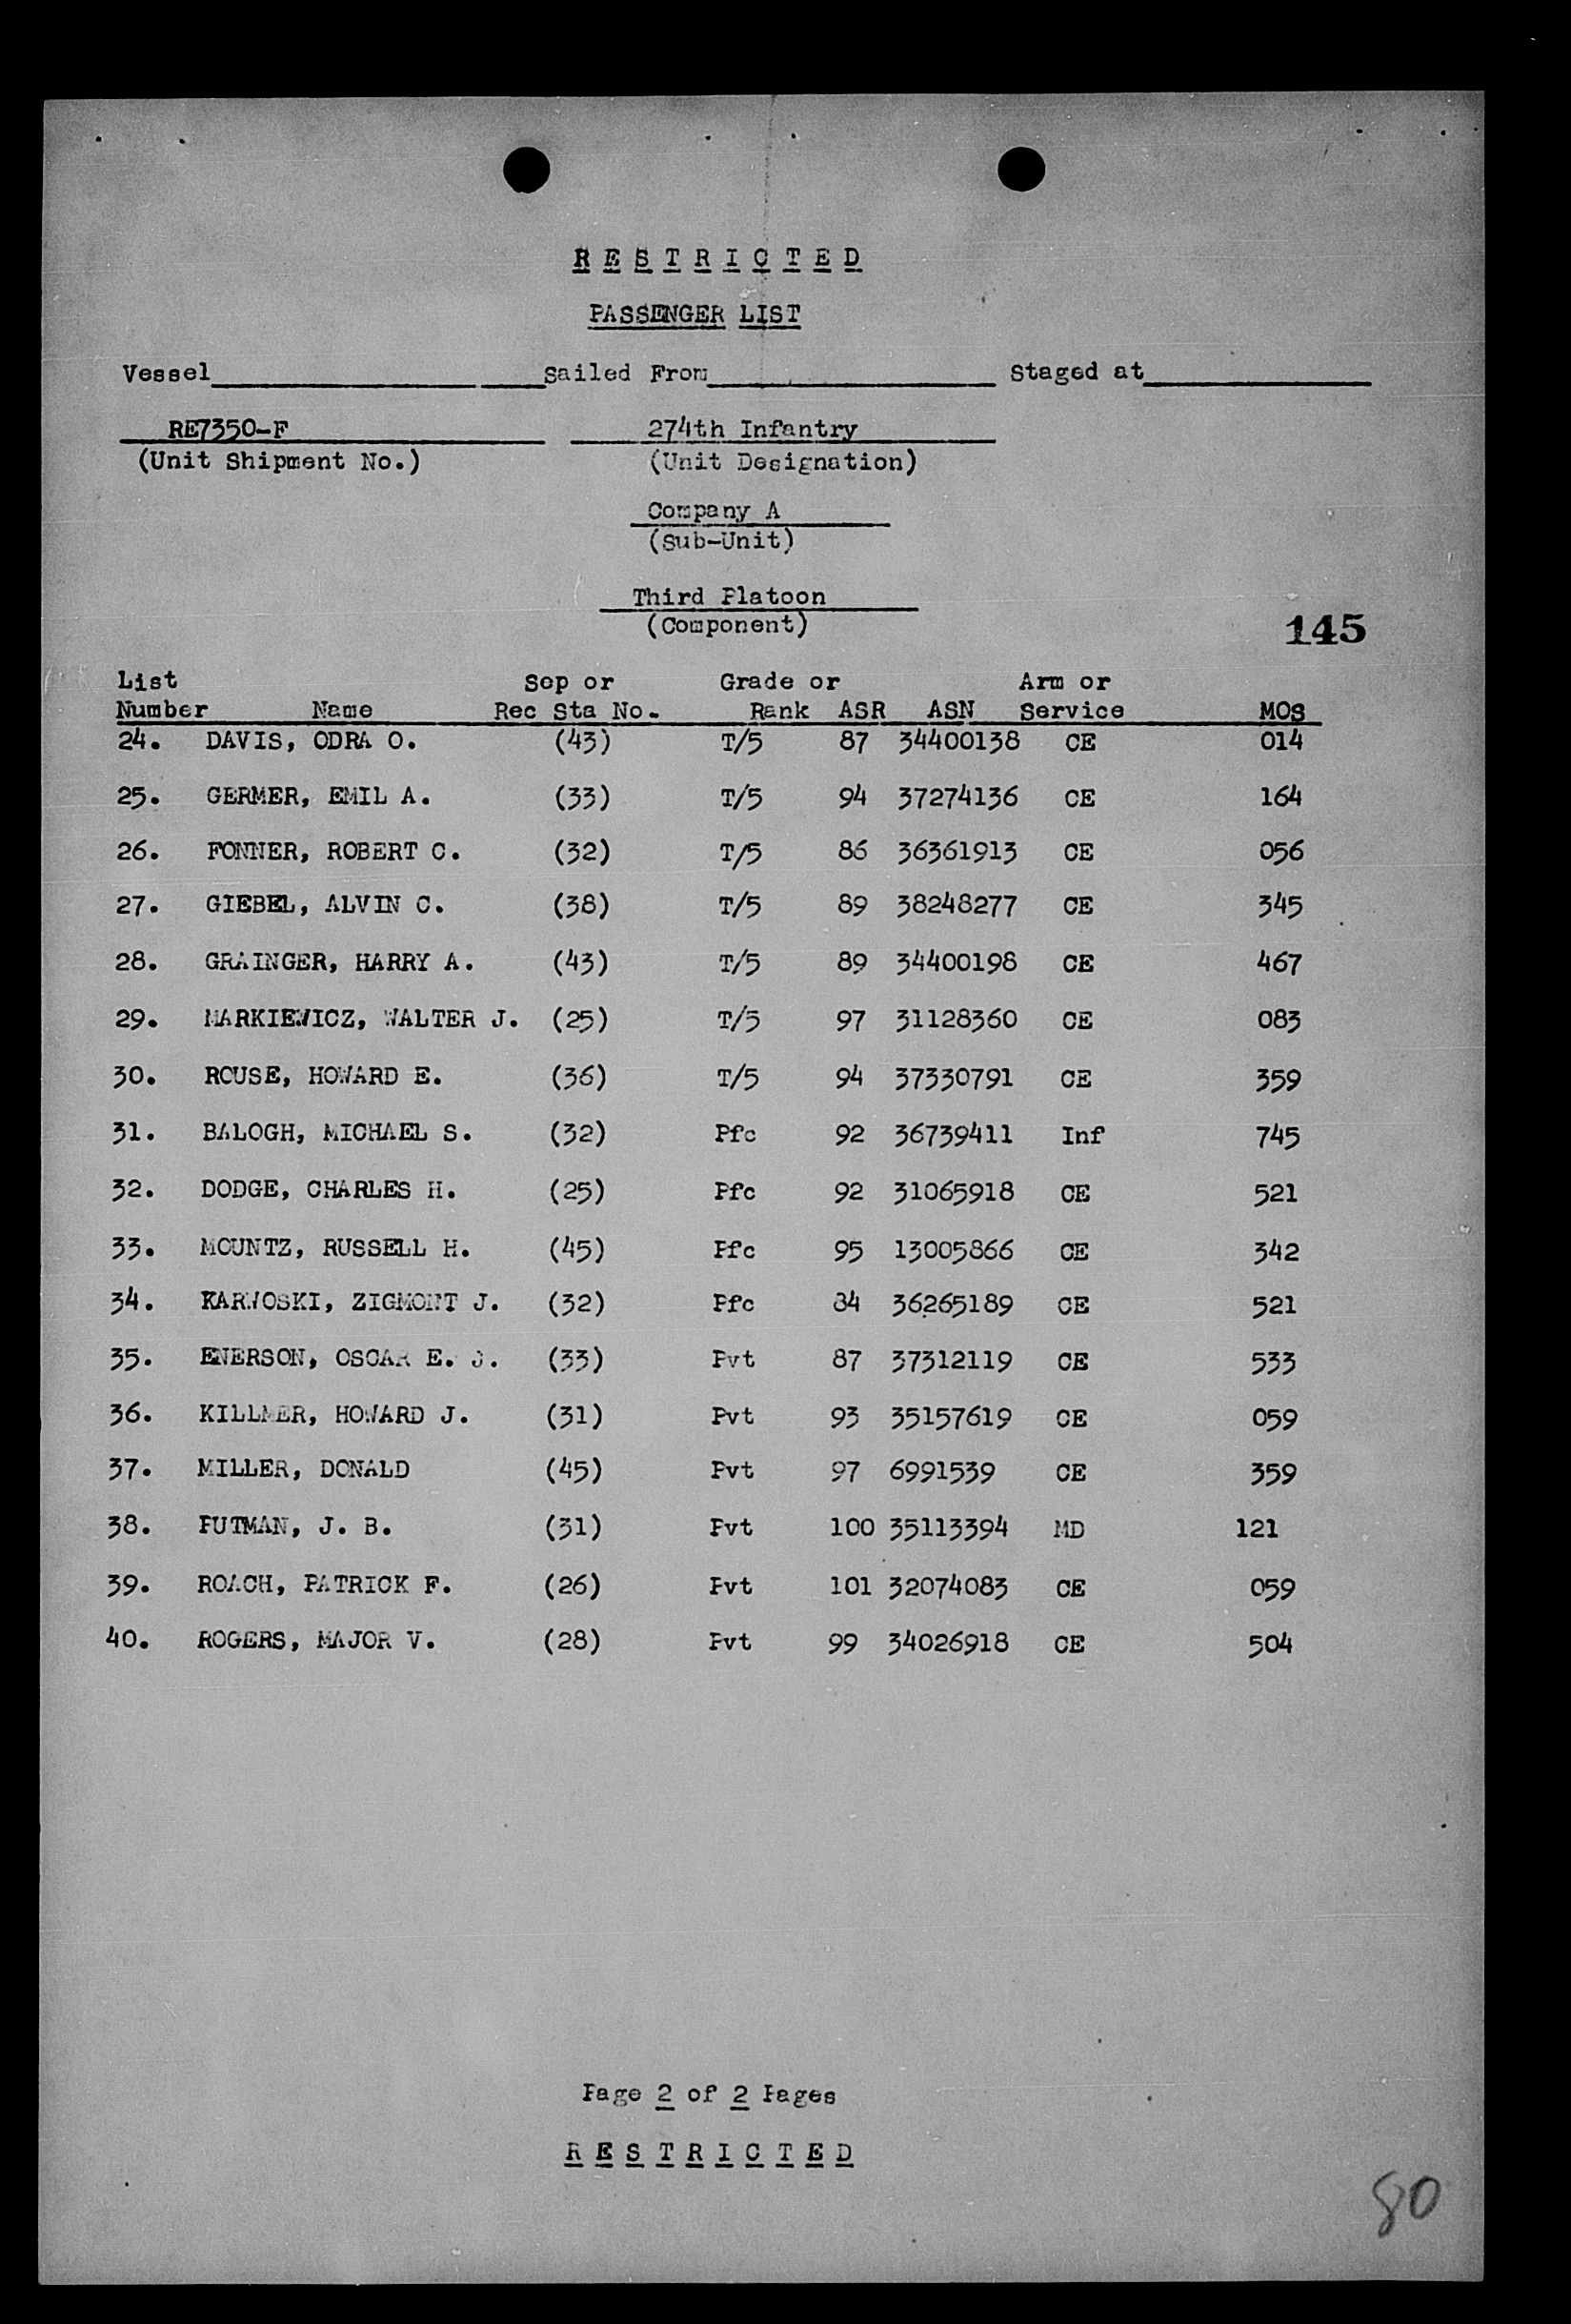 RESTRICTED
PASSENGER LIST
Vessel Sailed From Staged at
RE7350-F 274th Infantry
(Unit Shipment No.) (Unit Designation)
Company A
(Sub-Unit)
Third Platoon
(Component)
145
List Sep or Grade or Arm or
Number Name Rec Sta No. Rank ASR ASN Service MOS
24. DAVIS, ODRA O. (43) T/5 87 34400138 CE 014
25. GERMER, EMIL A. (33) T/5 94 37274136 CE 164
26. FONNER, ROBERT C. (32) T/5 86 36361913 CE 056
27. GIEBEL, ALVIN C. (38) T/5 89 38248277 CE 345
28. GRAINGER, HARRY A. (43) T/5 89 34400198 CE 467
29. MARKIEWICZ, WALTER J. (25) T/5 97 31128360 CE 083
30. ROUSE, HOWARD E. (36) T/5 94 37330791 CE 359
31. BALOGH, MICHAEL S. (32) Pfc 92 36739411 Inf 745
32. DODGE, CHARLES H. (25) Pfc 92 31065918 CE 521
33. MOUNTZ, RUSSELL H. (45) Pfc 95 13005866 CE 342
34. KARWOSKI, ZIGMONT J. (32) Pfc 84 36265189 CE 521
35. ENERSON, OSCAR E. J. (33) Pvt 87 37312119 CE 533
36. KILLMER, HOWARD J. (31) Pvt 93 35157619 CE 059
37. MILLER, DONALD (45) Pvt 97 6991539 CE 359
38. PUTMAN, J. B. (31) Pvt 100 35113394 MD 121
39. ROACH, PATRICK F. (26) Pvt 101 32074083 CE 059
40. ROGERS, MAJOR V. (28) Pvt 99 34026918 CE 504
Page 2 of 2 Pages
RESTRICTED
80